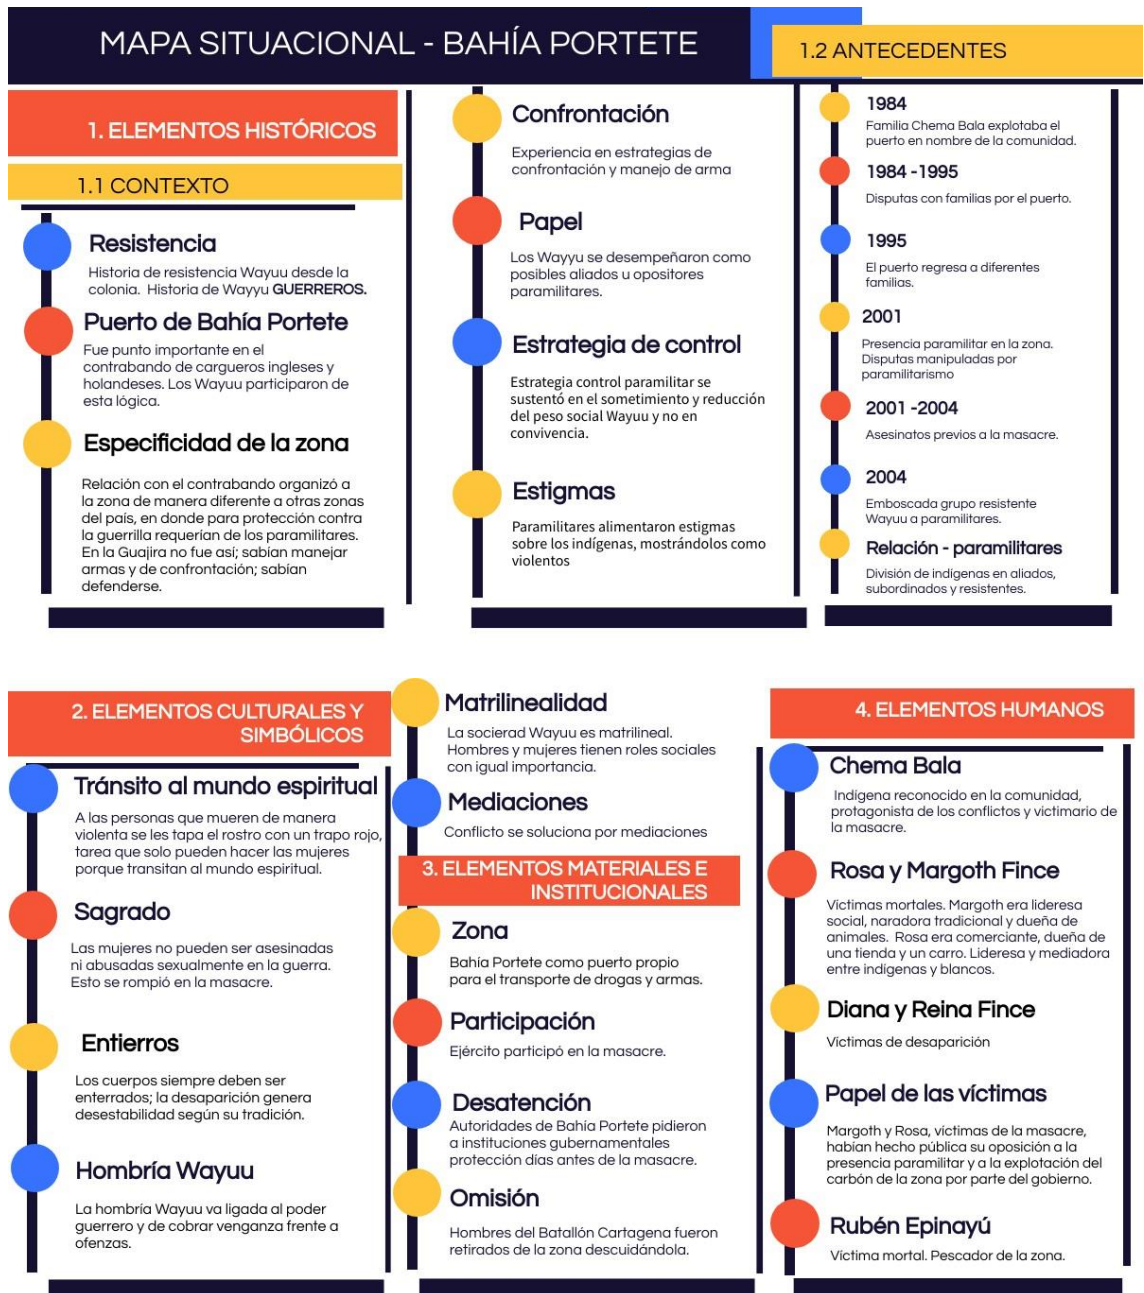 MAPA SITUACIONAL - BAHÍA PORTETE
1. ELEMENTOS HISTÓRICOS
1.1 CONTEXTO
Resistencia
Historia de resistencia Wayuu desde la
colonia. Historia de Wayyu GUERREROS.
Puerto de Bahía Portete
Fue punto importante en el
contrabando de cargueros ingleses y
holandeses. Los Wayuu participaron de
esta lógica.
Especificidad de la zona
Relación con el contrabando organizó a
la zona de manera diferente a otras zonas
del país, en donde para protección contra
la guerrilla requerían de los paramilitares.
En la Guajira no fue así; sabían manejar
armas y de confrontación; sabían
defenderse.
Confrontación
Experiencia en estrategias de
confrontación y manejo de arma
Papel
Los Wayyu se desempeñaron como
posibles aliados u opositores
paramilitares.
Estrategia de control
Estrategia control paramilitar se
sustentó en el sometimiento y reducción
del peso social Wayuu y no en
convivencia.
Estigmas
Paramilitares alimentaron estigmas
sobre los indígenas, mostrándolos como
violentos
1.2 ANTECEDENTES
1984
Familia Chema Bala explotaba el
puerto en nombre de la comunidad.
1984 -1995
Disputas con familias por el puerto.
1995
El puerto regresa a diferentes
familias.
2001
Presencia paramilitar en la zona.
Disputas manipuladas por
paramilitarismo
2001 -2004
Asesinatos previos a la masacre.
2004
Emboscada grupo resistente
Wayuu a paramilitares.
Relación - paramilitares
División de indígenas en aliados,
subordinados y resistentes.
2. ELEMENTOS CULTURALES Y
SIMBÓLICOS
Tránsito al mundo espiritual
A las personas que mueren de manera
violenta se les tapa el rostro con un trapo rojo,
tarea que solo pueden hacer las mujeres
porque transitan al mundo espiritual.
Sagrado
Las mujeres no pueden ser asesinadas
ni abusadas sexualmente en la guerra.
Esto se rompió en la masacre.
Entierros
Los cuerpos siempre deben ser
enterrados; la desaparición genera
desestabilidad según su tradición.
Hombría Wayuu
La hombría Wayuu va ligada al poder
guerrero y de cobrar venganza frente a
ofenzas.
Matrilinealidad
La socierad Wayuu es matrilineal.
Hombres y mujeres tienen roles sociales
con igual importancia.
Mediaciones
Conflicto se soluciona por mediaciones
3. ELEMENTOS MATERIALES E
INSTITUCIONALES
Zona
Bahía Portete como puerto propio
para el transporte de drogas y armas.
Participación
Ejército participó en la masacre.
Desatención
Autoridades de Bahía Portete pidieron
a instituciones gubernamentales
protección días antes de la masacre.
Omisión
Hombres del Batallón Cartagena fueron
retirados de la zona descuidándola.
4. ELEMENTOS HUMANOS
Chema Bala
Indígena reconocido en la comunidad,
protagonista de los conflictos y victimario de
la masacre.
Rosa y Margoth Fince
Víctimas mortales. Margoth era lideresa
social, naradora tradicional y dueña de
animales. Rosa era comerciante, dueña de
una tienda y un carro. Lideresa y mediadora
entre indígenas y blancos.
Diana y Reina Fince
Víctimas de desaparición
Papel de las víctimas
Margoth y Rosa, víctimas de la masacre,
habían hecho pública su oposición a la
presencia paramilitar y a la explotación del
carbón de la zona por parte del gobierno.
Rubén Epinayú
Víctima mortal. Pescador de la zona.